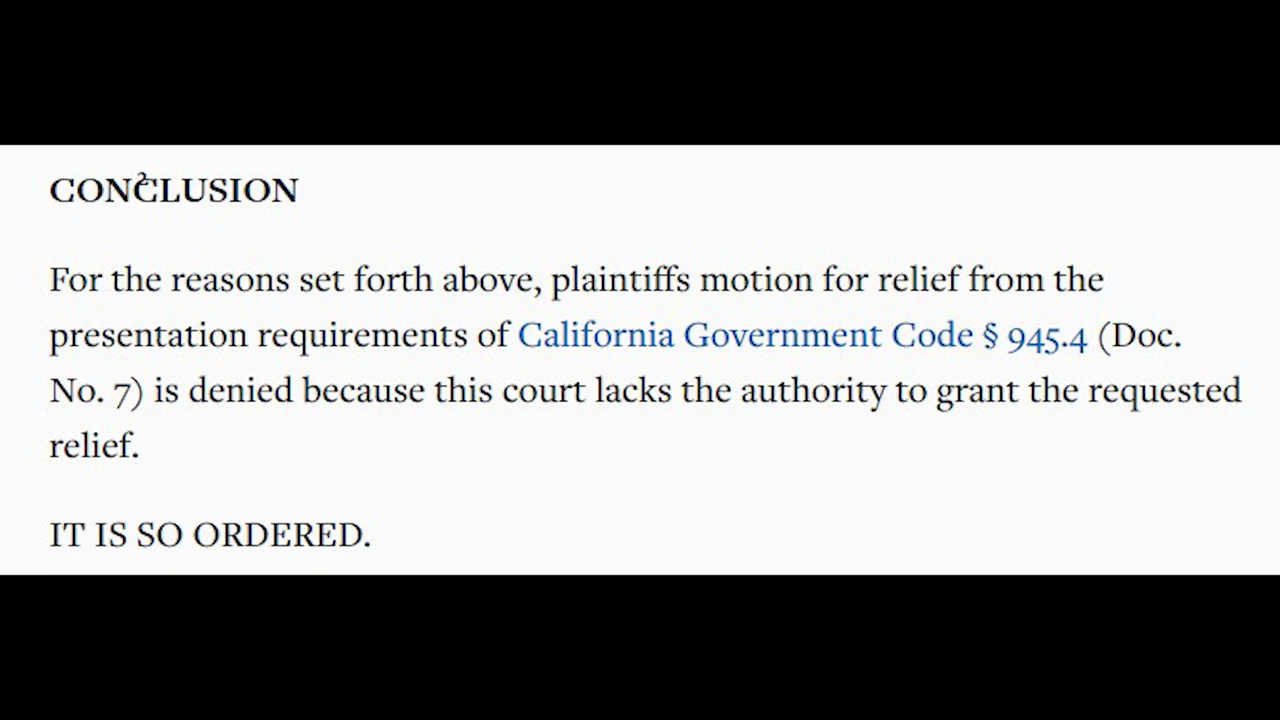 CONCLUSION
For the reasons set forth above, plaintiffs motion for relief from the
presentation requirements of California Government Code § 945.4 (Doc.
No. 7) is denied because this court lacks the authority to grant the requested
relief.
IT IS SO ORDERED.